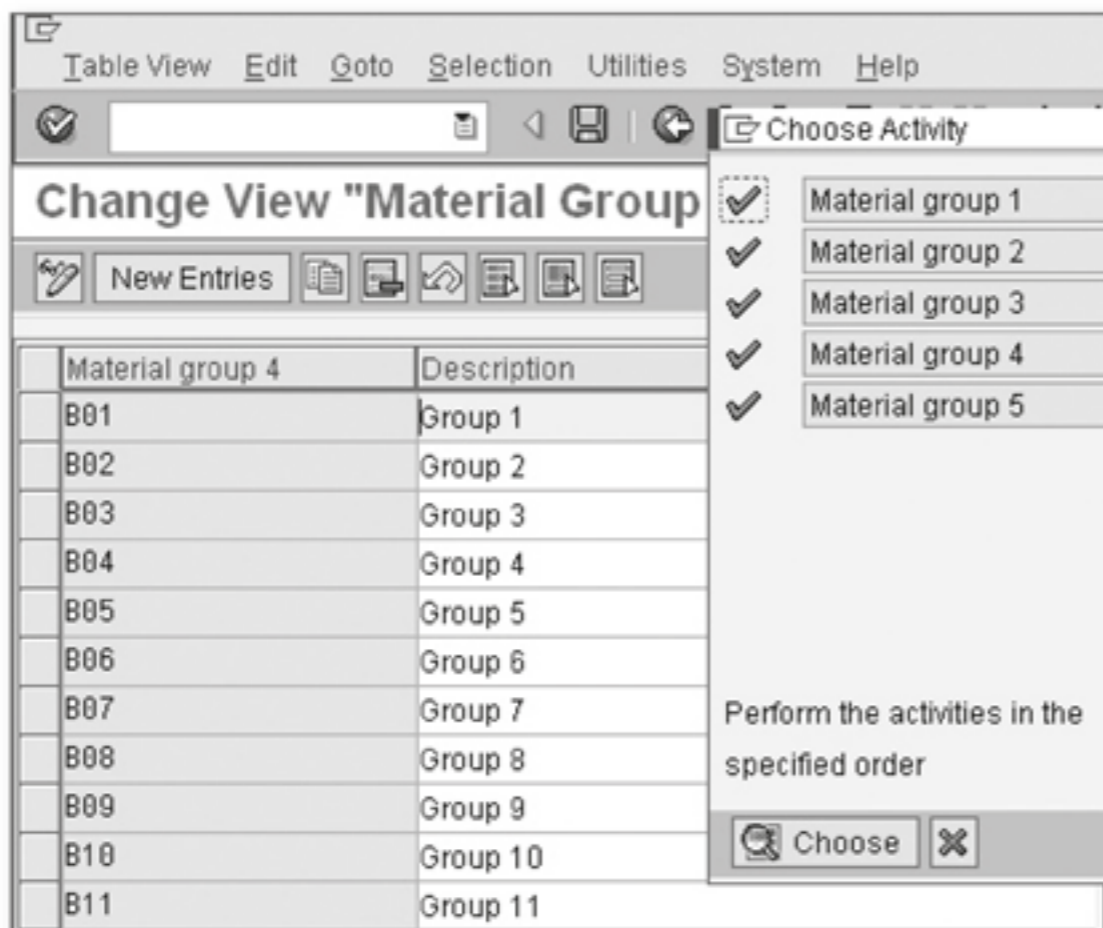 Table View Edit Goto Selection Utilities System Help
Choose Activity
Change View "Material Group
Material group 1
New Entries
Material group 2
Material group 3
Material group 4 Description
Material group 4
B01 Group 1
Material group 5
B02 Group 2
B03 Group 3
B04 Group 4
B05 Group 5
B06 Group 6
B07 Group 7
Perform the activities in the
specified order
B08 Group 8
B09 Group 9
B10 Group 10
Choose
B11 Group 11